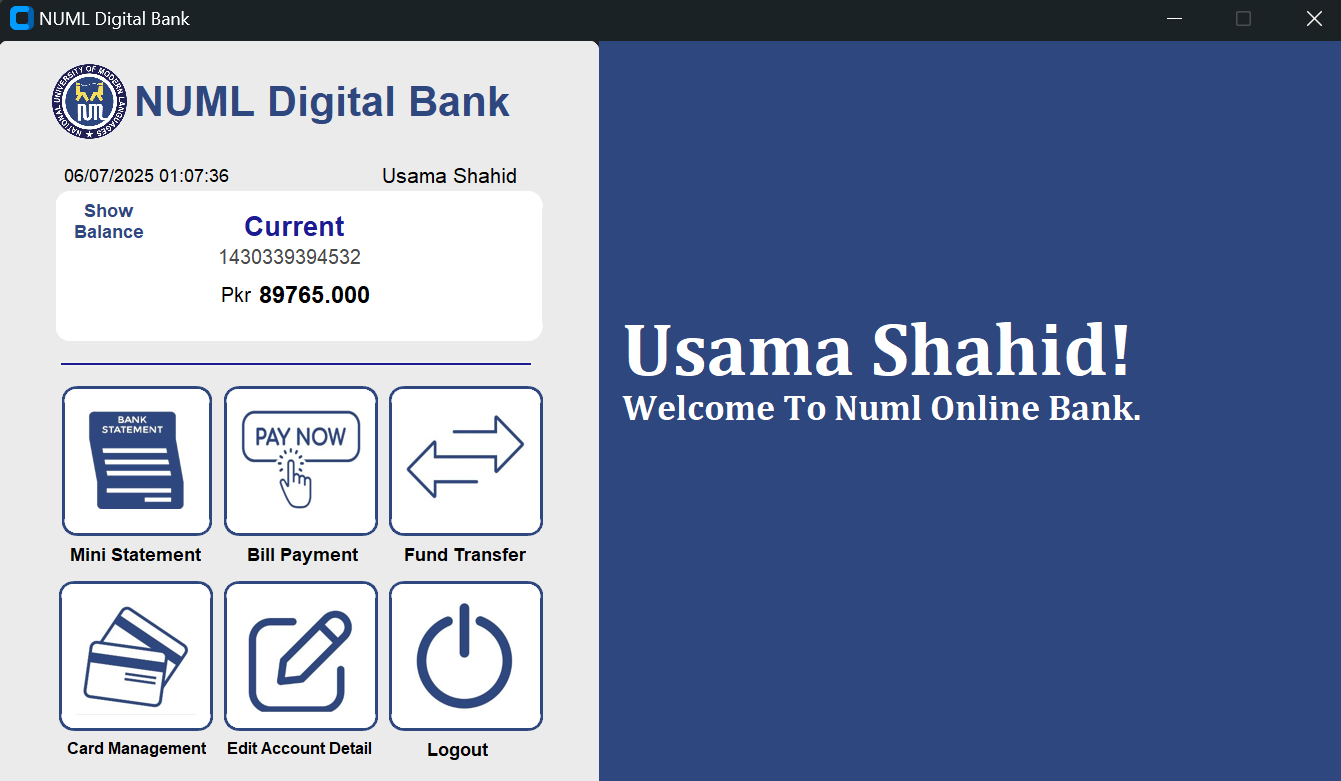 NUML Digital Bank
NATIONAL UNIVERSITY OF MODERN LANGUAGES
NUML
NUML Digital Bank
06/07/2025 01:07:36
Usama Shahid
Show
Balance
Current
1430339394532
Pkr 89765.000
Usama Shahid!
Welcome To Numl Online Bank.
BANK
STATEMENT
PAY NOW
Mini Statement
Bill Payment
Fund Transfer
Card Management
Edit Account Detail
Logout